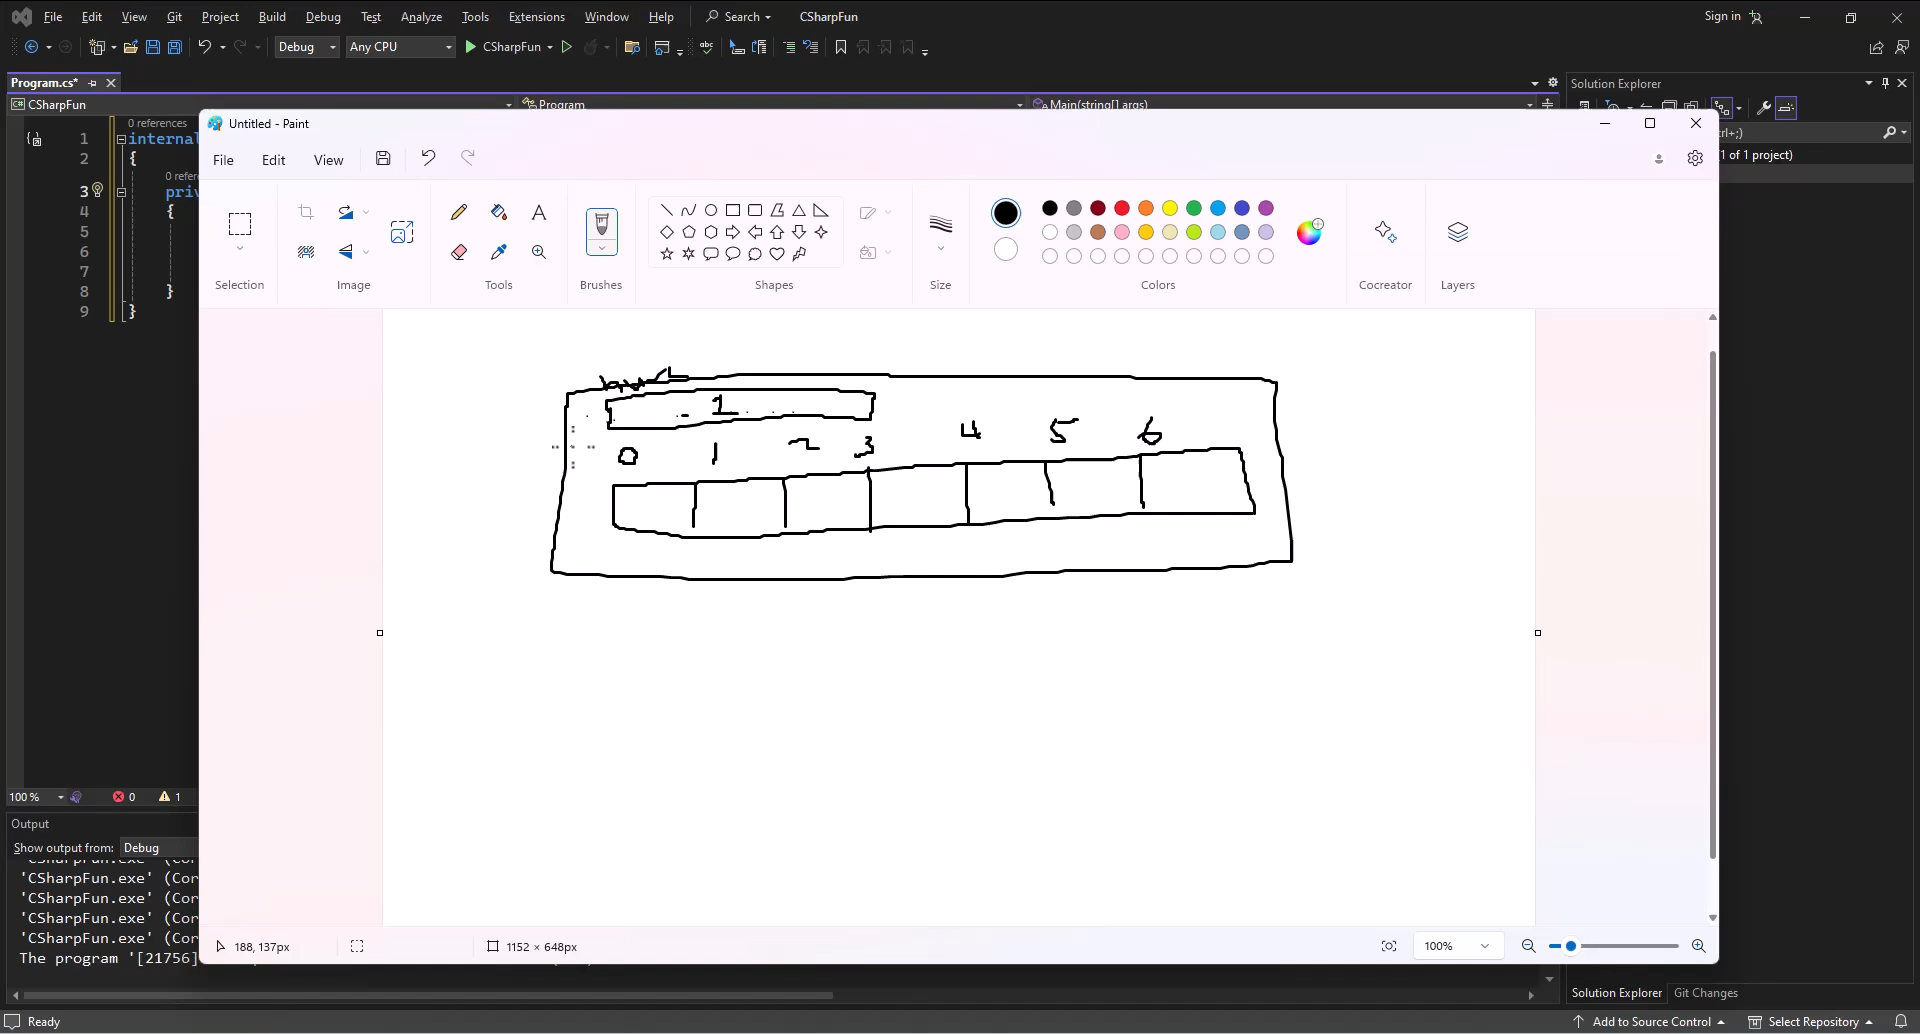 File Edit View Git Project Build Debug Test Analyze Tools Extensions Window Help Search CSharpFun Sign in
Debug Any CPU CSharpFun
Program.cs* Solution Explorer
C# CSharpFun Program Main(string[] args)
0 references
1 internal
2 {
3 priv
4 {
5
6
7
8 }
9 }
trl+;)
1 of 1 project)
Untitled - Paint
File Edit View
Selection Image Tools Brushes Shapes Size Colors Cocreator Layers
1
0 1 2 3 4 5 6
188, 137px 1152 × 648px 100%
100 % 0 1
Output
Show output from: Debug
'CSharpFun.exe' (Cor
'CSharpFun.exe' (Cor
'CSharpFun.exe' (Cor
'CSharpFun.exe' (Cor
'CSharpFun.exe' (Cor
The program '[21756]
Solution Explorer Git Changes
Ready Add to Source Control Select Repository